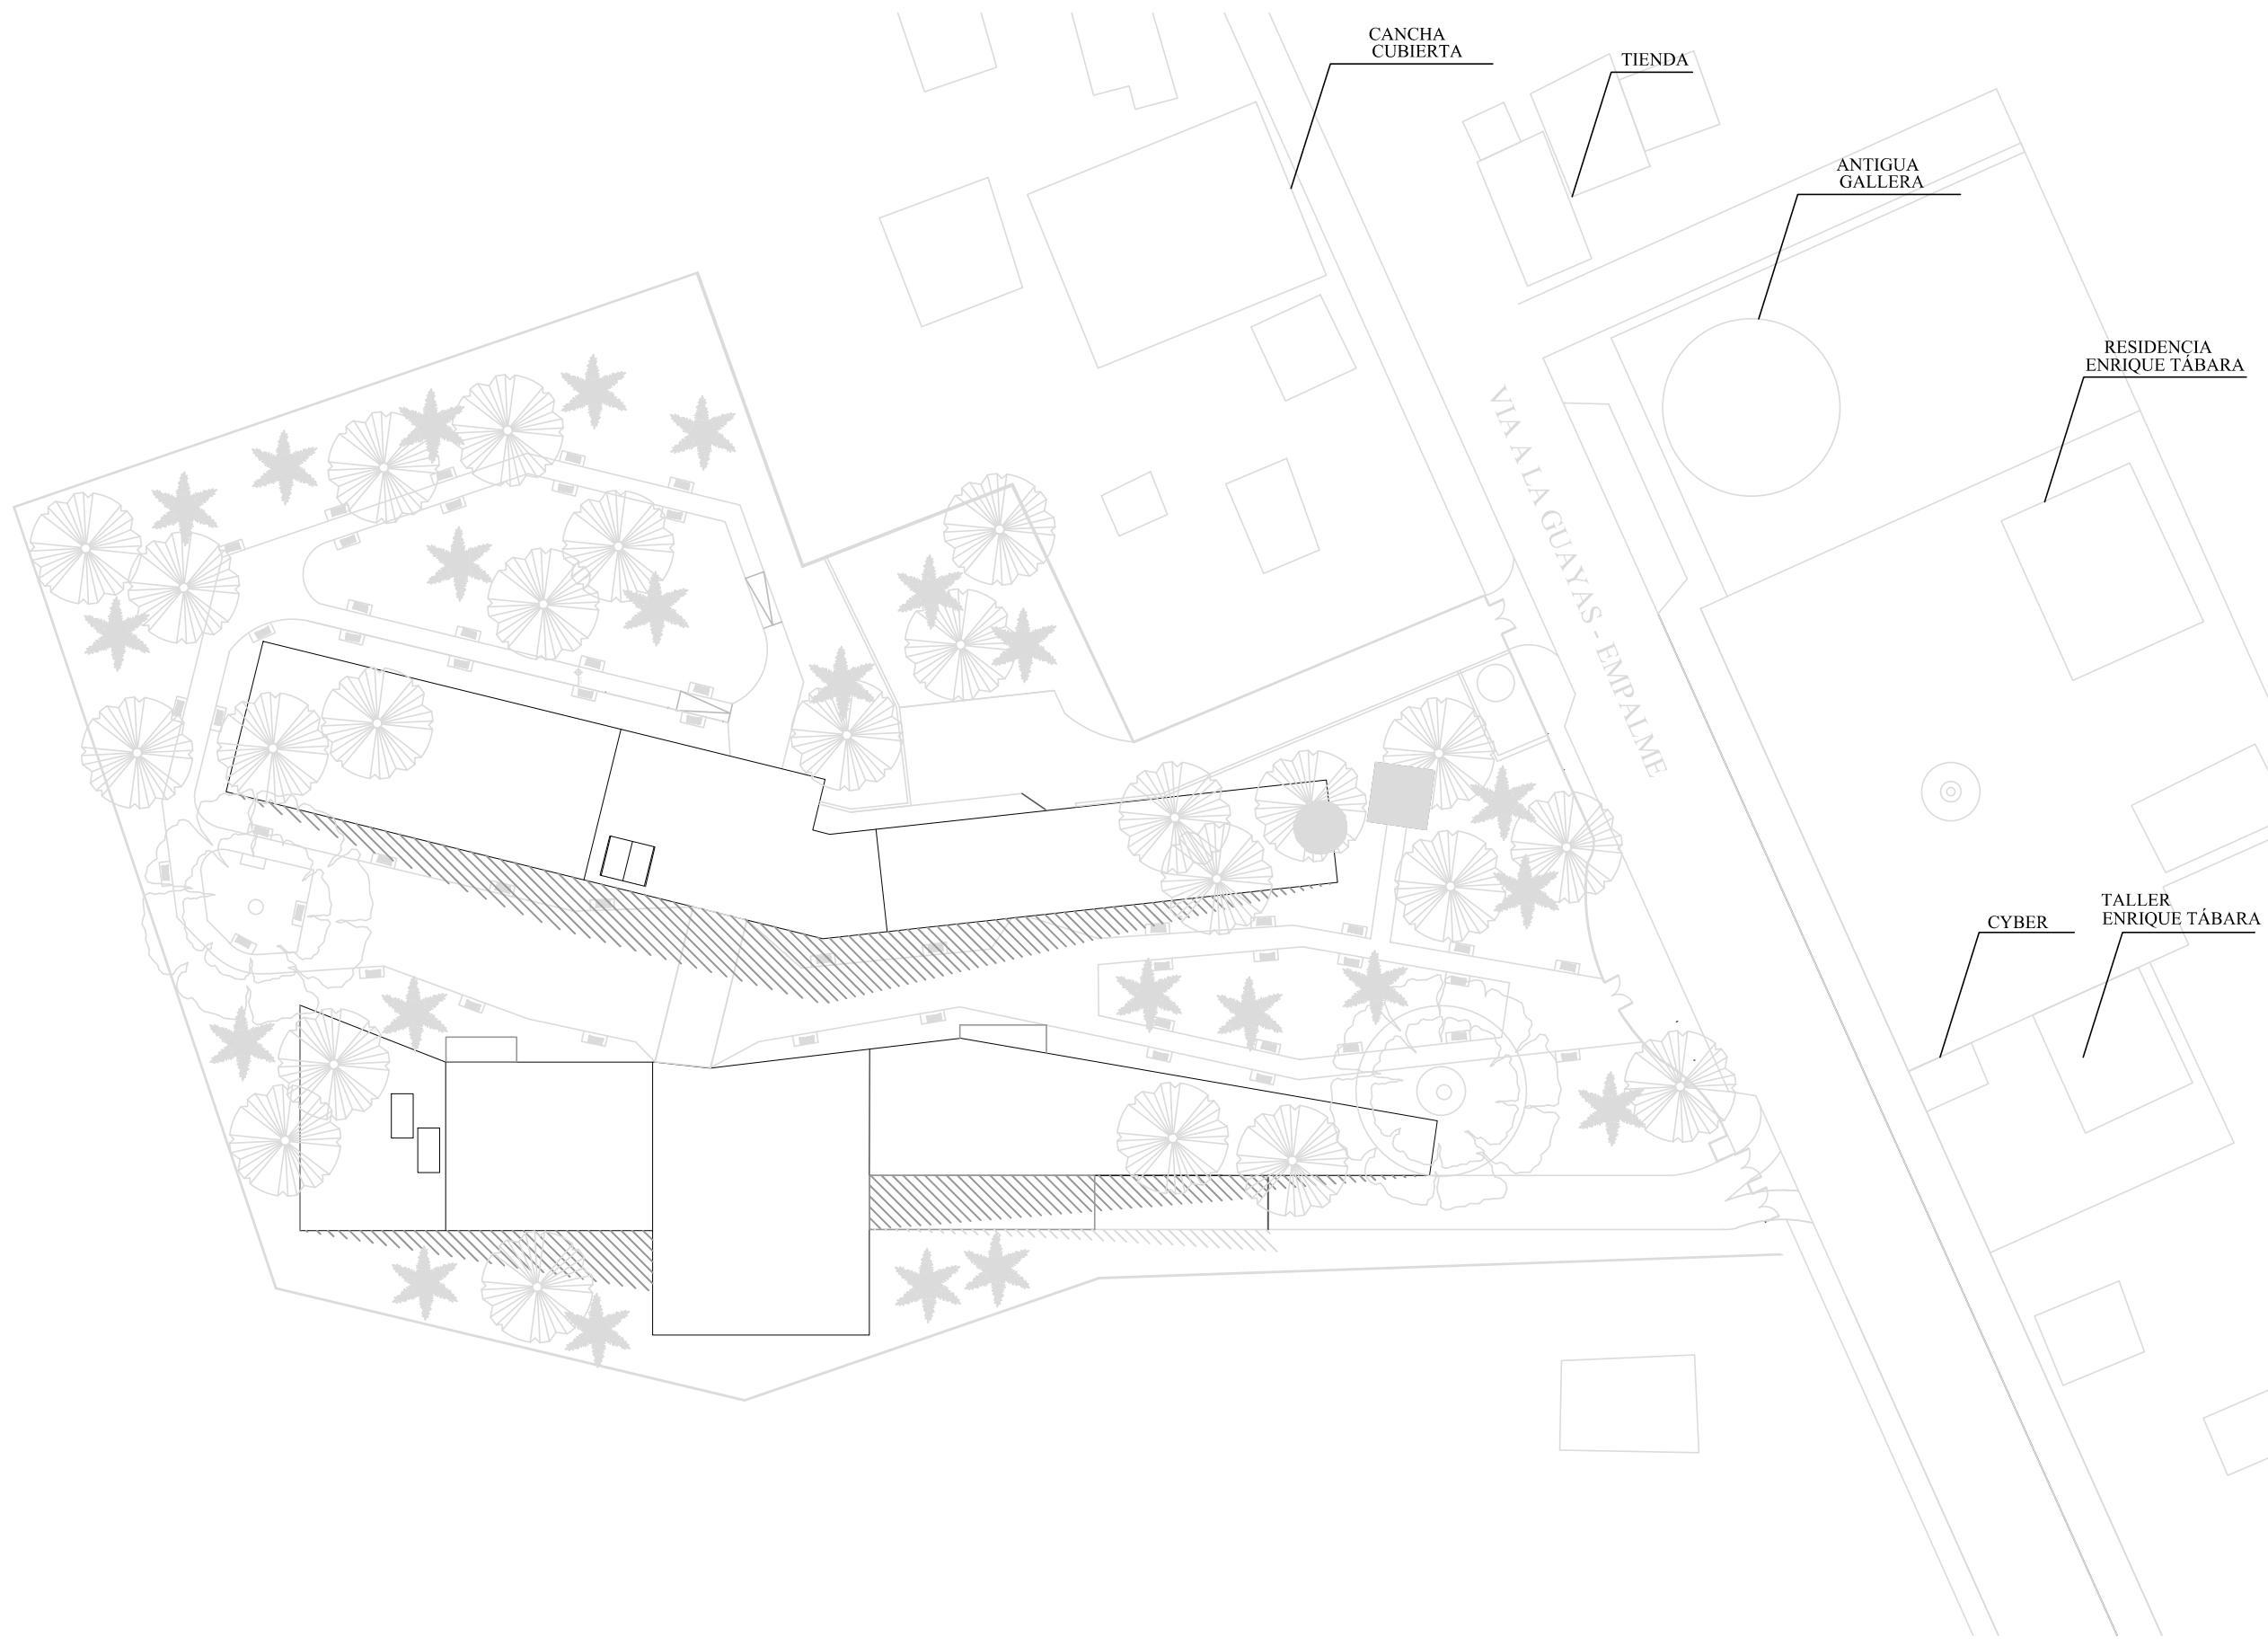 CANCHA
CUBIERTA
TIENDA
ANTIGUA
GALLERA
RESIDENCIA
ENRIQUE TÁBARA
VIA A LA GUAYAS - EMPALME
TALLER
ENRIQUE TÁBARA
CYBER